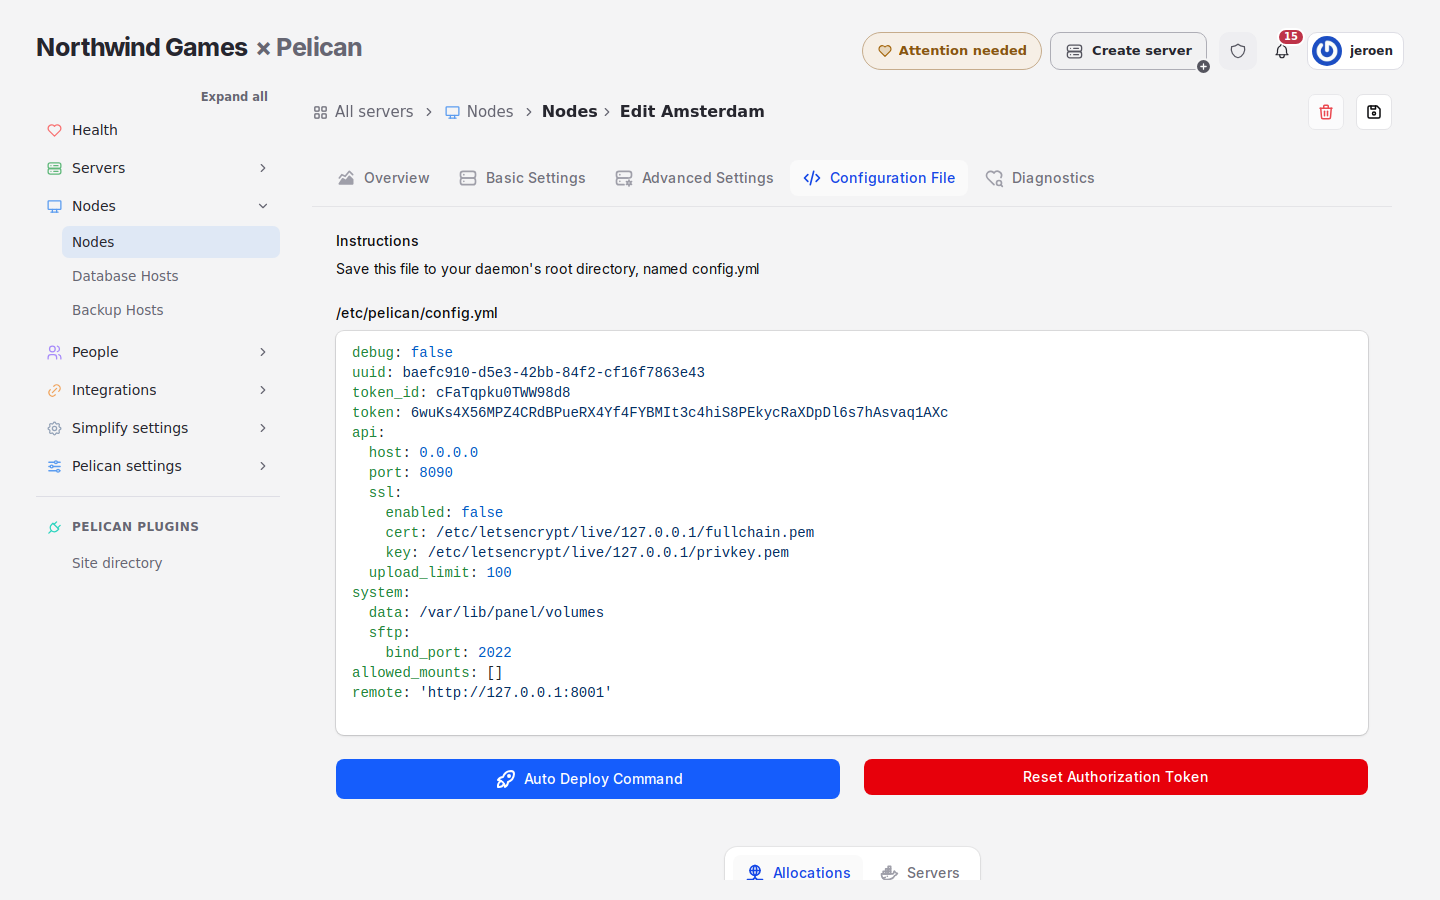 Northwind Games × Pelican
Attention needed
Create server
15
jeroen
Expand all
Health
Servers
Nodes
Nodes
Database Hosts
Backup Hosts
People
Integrations
Simplify settings
Pelican settings
PELICAN PLUGINS
Site directory
All servers > Nodes > Nodes > Edit Amsterdam
Overview
Basic Settings
Advanced Settings
Configuration File
Diagnostics
Instructions
Save this file to your daemon's root directory, named config.yml
/etc/pelican/config.yml
debug: false
uuid: baefc910-d5e3-42bb-84f2-cf16f7863e43
token_id: cFaTqpku0TWW98d8
token: 6wuKs4X56MPZ4CRdBPueRX4Yf4FYBMIt3c4hiS8PEkycRaXDpDl6s7hAsvaq1AXc
api:
  host: 0.0.0.0
  port: 8090
  ssl:
    enabled: false
    cert: /etc/letsencrypt/live/127.0.0.1/fullchain.pem
    key: /etc/letsencrypt/live/127.0.0.1/privkey.pem
  upload_limit: 100
system:
  data: /var/lib/panel/volumes
  sftp:
    bind_port: 2022
allowed_mounts: []
remote: 'http://127.0.0.1:8001'
Auto Deploy Command
Reset Authorization Token
Allocations
Servers